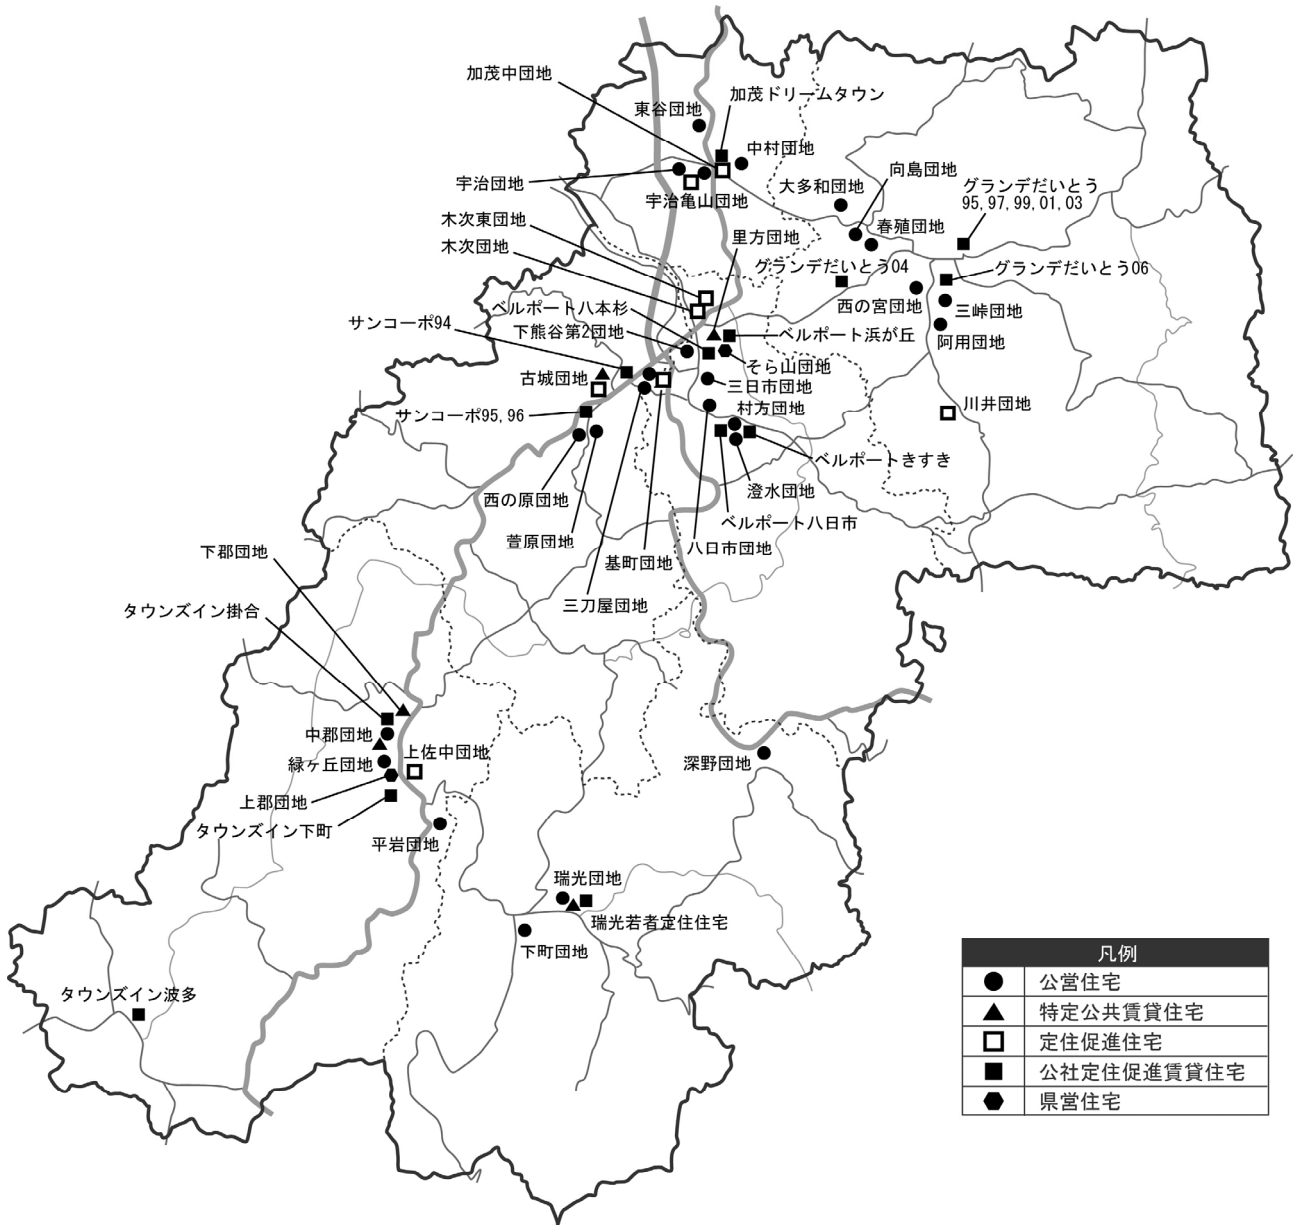 加茂中団地
加茂ドリームタウン
東谷団地
中村団地
宇治団地
大多和団地
向島団地
グランデだいとう
95,97,99,01,03
宇治亀山団地
木次東団地
春殖団地
里方団地
木次団地
グランデだいとう04
グランデだいとう06
ベルポート八本杉
西の宮団地
三峠団地
サンコーポ94
下熊谷第2団地
ベルポート浜が丘
阿用団地
そら山団地
古城団地
三日市団地
サンコーポ95,96
村方団地
川井団地
ベルポートきすき
西の原団地
澄水団地
ベルポート八日市
萱原団地
八日市団地
下郡団地
基町団地
三刀屋団地
タウンズイン掛合
中郡団地
上佐中団地
緑ヶ丘団地
深野団地
上郡団地
タウンズイン下町
平岩団地
瑞光団地
瑞光若者定住住宅
下町団地
タウンズイン波多
凡例
公営住宅
特定公共賃貸住宅
定住促進住宅
公社定住促進賃貸住宅
県営住宅